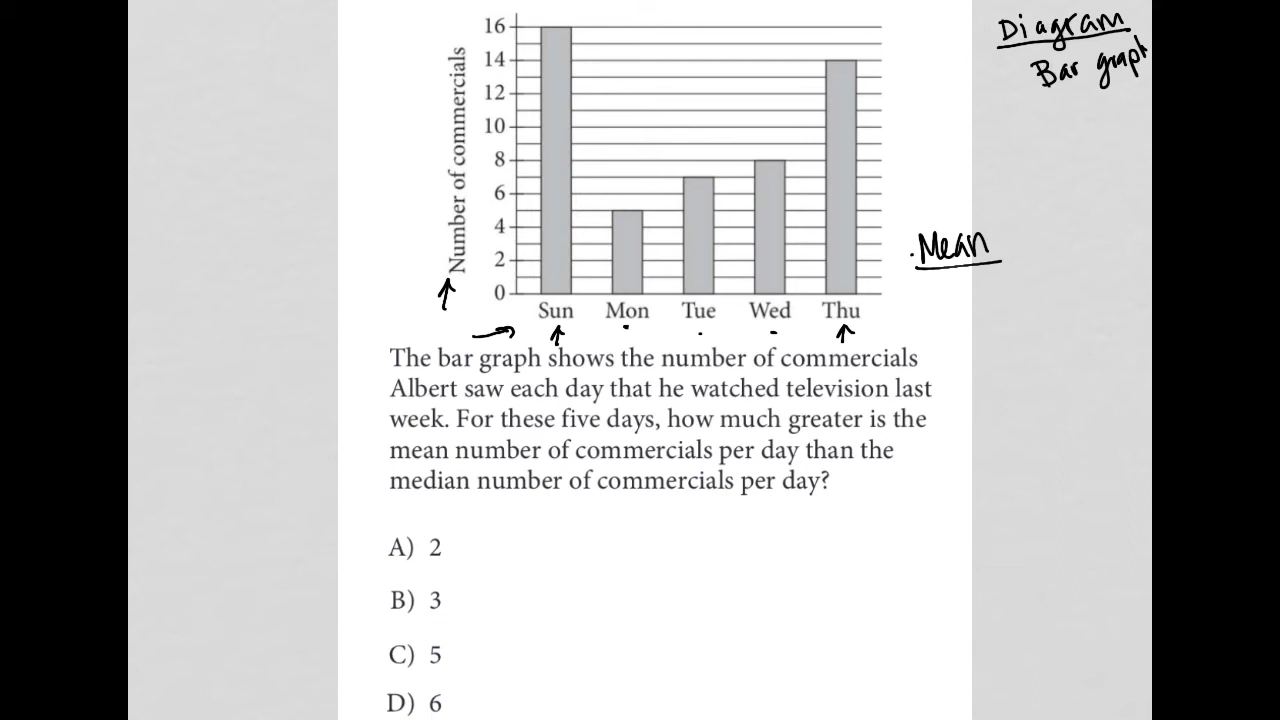 Diagram
Bar graph
Number of commercials
16
14
12
10
8
6
4
2
0
Sun Mon Tue Wed Thu
Mean
The bar graph shows the number of commercials
Albert saw each day that he watched television last
week. For these five days, how much greater is the
mean number of commercials per day than the
median number of commercials per day?
A) 2
B) 3
C) 5
D) 6